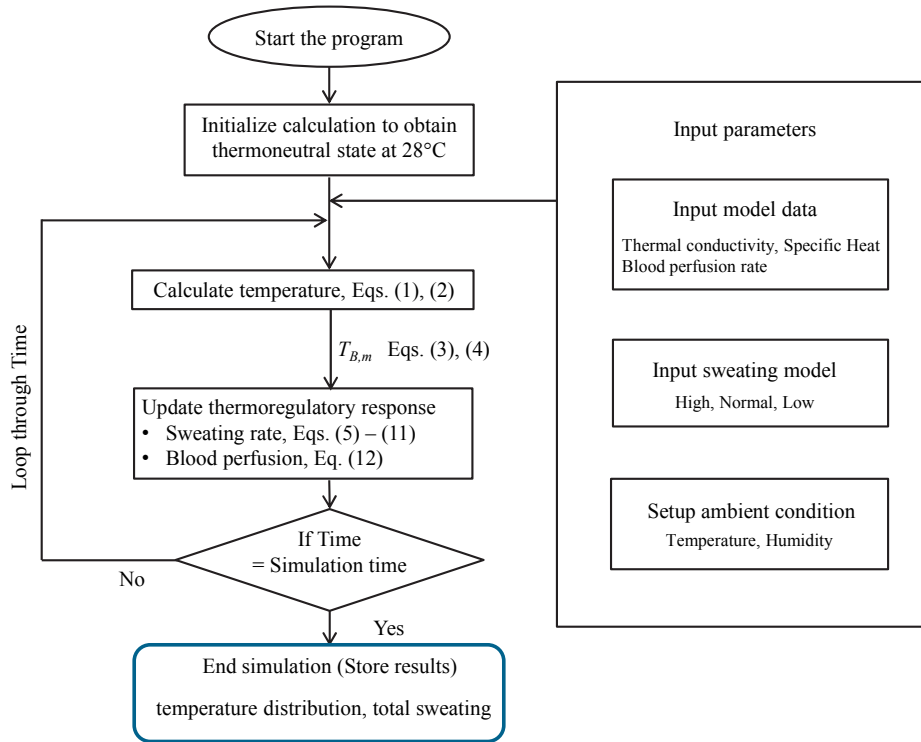 Start the program
Initialize calculation to obtain
thermoneutral state at 28°C
Calculate temperature, Eqs. (1), (2)
T_{B,m} Eqs. (3), (4)
Update thermoregulatory response
• Sweating rate, Eqs. (5) – (11)
• Blood perfusion, Eq. (12)
If Time
= Simulation time
No
Yes
Loop through Time
End simulation (Store results)
temperature distribution, total sweating
Input parameters
Input model data
Thermal conductivity, Specific Heat
Blood perfusion rate
Input sweating model
High, Normal, Low
Setup ambient condition
Temperature, Humidity